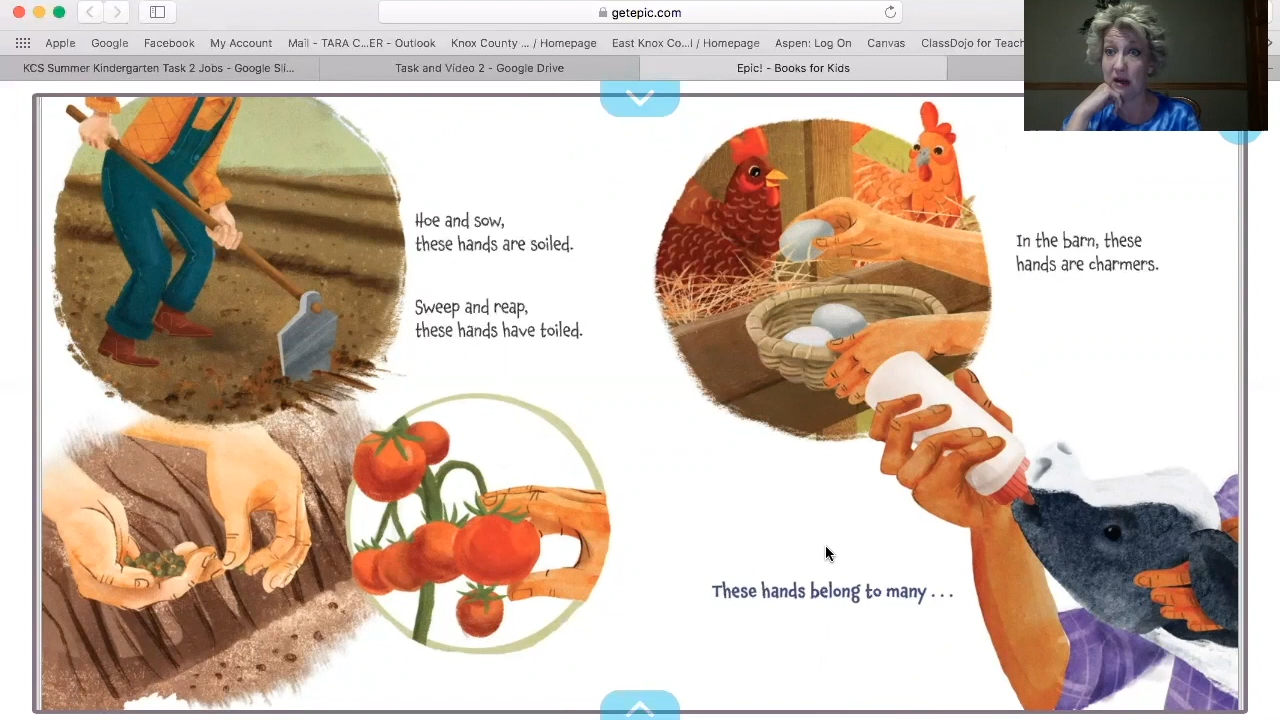 getepic.com
Apple
Google
Facebook
My Account
Mail - TARA C...ER - Outlook
Knox County ... / Homepage
East Knox Co...l / Homepage
Aspen: Log On
Canvas
ClassDojo for Teach
KCS Summer Kindergarten Task 2 Jobs - Google Sli...
Task and Video 2 - Google Drive
Epic! - Books for Kids
Hoe and sow,
these hands are soiled.
Sweep and reap,
these hands have toiled.
In the barn, these
hands are charmers.
These hands belong to many . . .